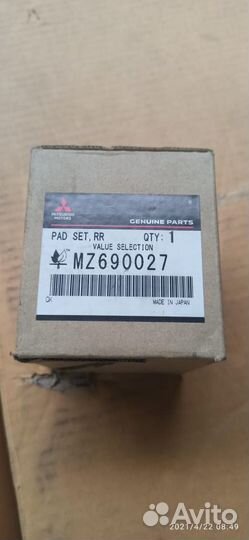 MITSUBISHI
MOTORS
GENUINE PARTS
PAD SET, RR QTY: 1
VALUE SELECTION
MZ690027
OK MADE IN JAPAN
Avito
2021/4/22 08:49